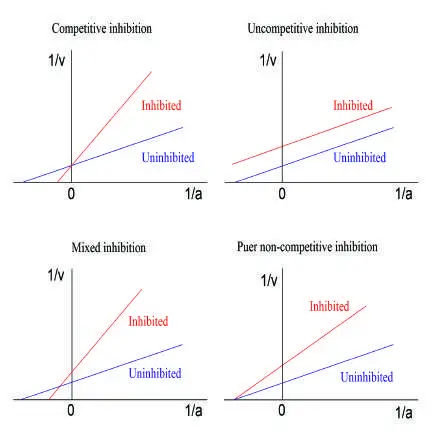 Competitive inhibition
1/v
Inhibited
Uninhibited
0
1/a
Uncompetitive inhibition
1/v
Inhibited
Uninhibited
0
1/a
Mixed inhibition
1/v
Inhibited
Uninhibited
0
1/a
Puer non-competitive inhibition
1/v
Inhibited
Uninhibited
0
1/a